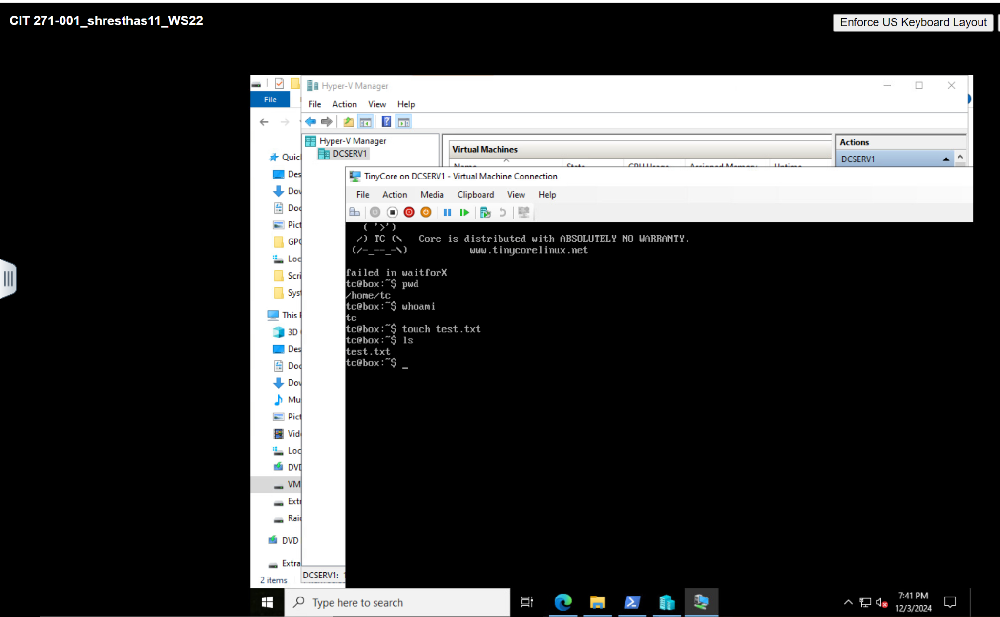 CIT 271-001_shresthas11_WS22
Enforce US Keyboard Layout
Hyper-V Manager
File
File Action View Help
Hyper-V Manager
DCSERV1
Virtual Machines
Name State CPU Usage Assigned Memory Uptime
Actions
DCSERV1
TinyCore on DCSERV1 - Virtual Machine Connection
File Action Media Clipboard View Help
( '>')
/) TC (\ Core is distributed with ABSOLUTELY NO WARRANTY.
(/-_--_-\) www.tinycorelinux.net
failed in waitforX
tc@box:~$ pwd
/home/tc
tc@box:~$ whoami
tc
tc@box:~$ touch test.txt
tc@box:~$ ls
test.txt
tc@box:~$ _
Quic
Des
Dov
Doc
Pict
GPO
Loc
Scri
Syst
This P
3D
Des
Doc
Dov
Mu
Pict
Vide
Loc
DVD
VM
Extr
Raid
DVD
Extra
2 items
DCSERV1: 1
Type here to search
7:41 PM
12/3/2024